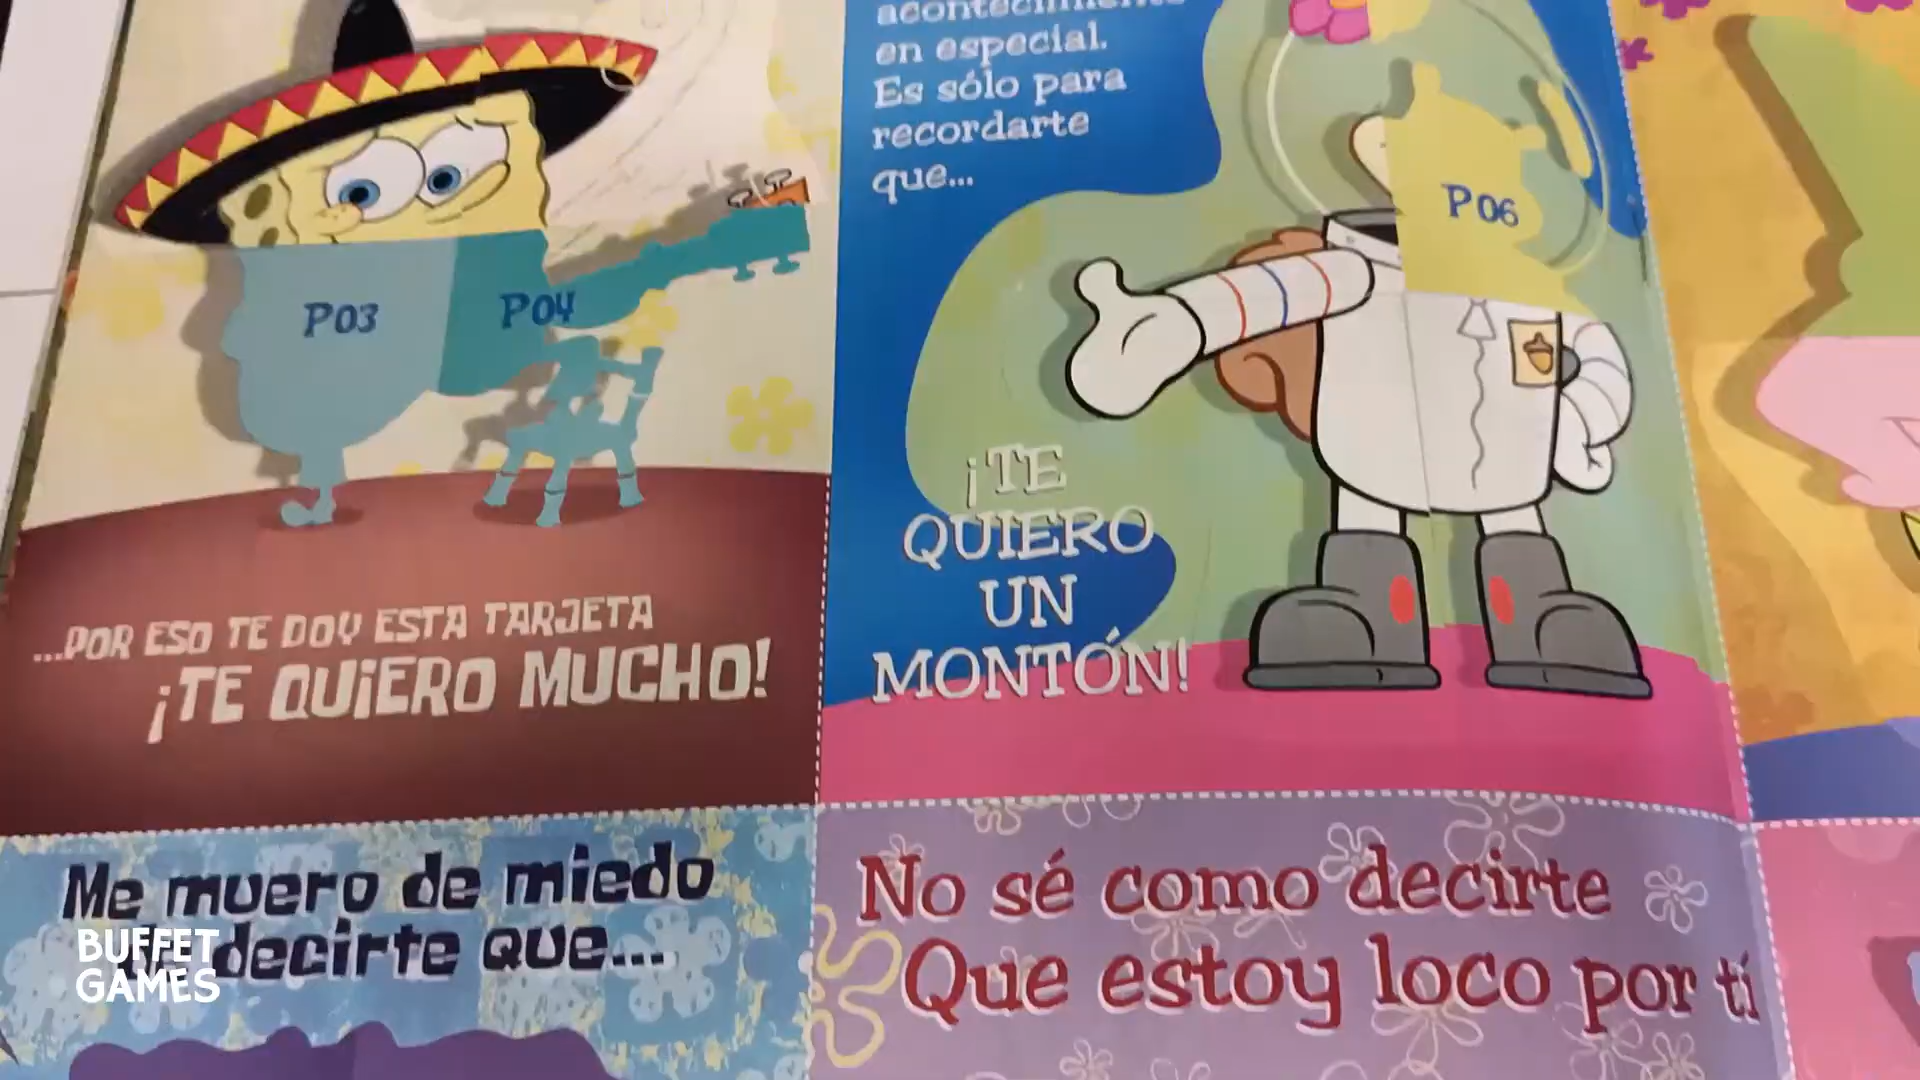 P03
P04
...POR ESO TE DOY ESTA TARJETA
¡TE QUIERO MUCHO!
acontecimiento
en especial.
Es sólo para
recordarte
que...
P06
¡TE
QUIERO
UN
MONTÓN!
Me muero de miedo
de decirte que...
No sé como decirte
Que estoy loco por tí
BUFFET
GAMES